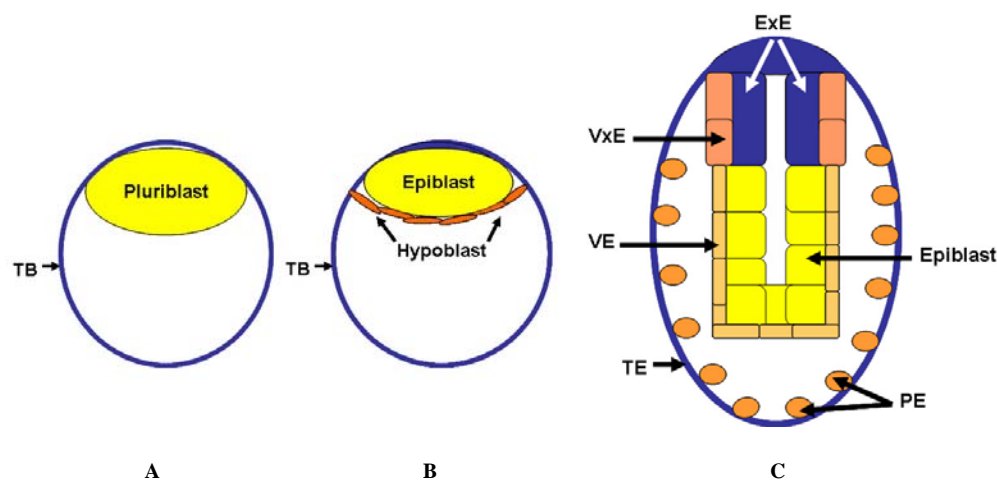 Pluriblast
TB
A
Epiblast
Hypoblast
TB
B
ExE
VxE
VE
Epiblast
TE
PE
C